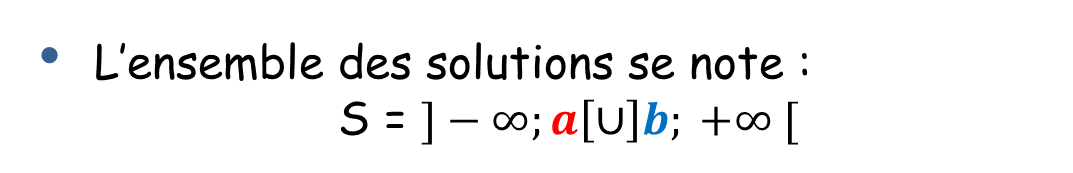 • L'ensemble des solutions se note :
S = ] − ∞; a[∪]b; +∞ [